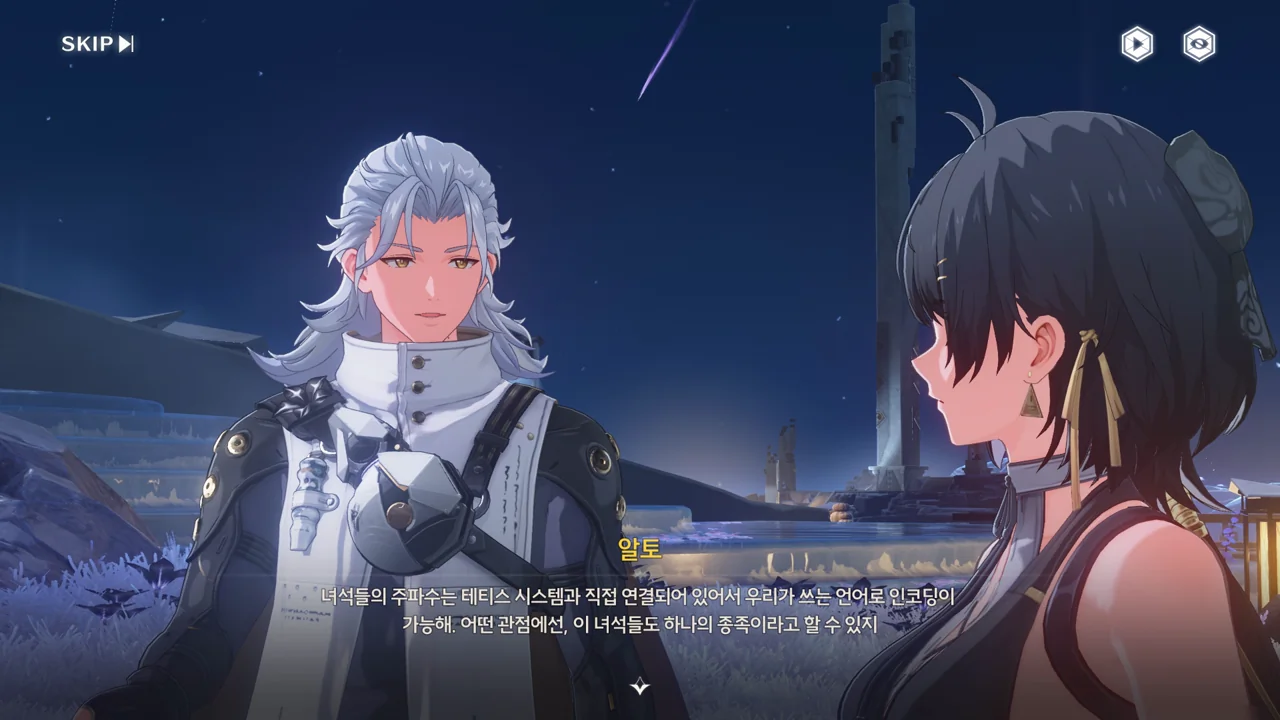 SKIP
알토
녀석들의 주파수는 테티스 시스템과 직접 연결되어 있어서 우리가 쓰는 언어로 인코딩이
가능해. 어떤 관점에선, 이 녀석들도 하나의 종족이라고 할 수 있지